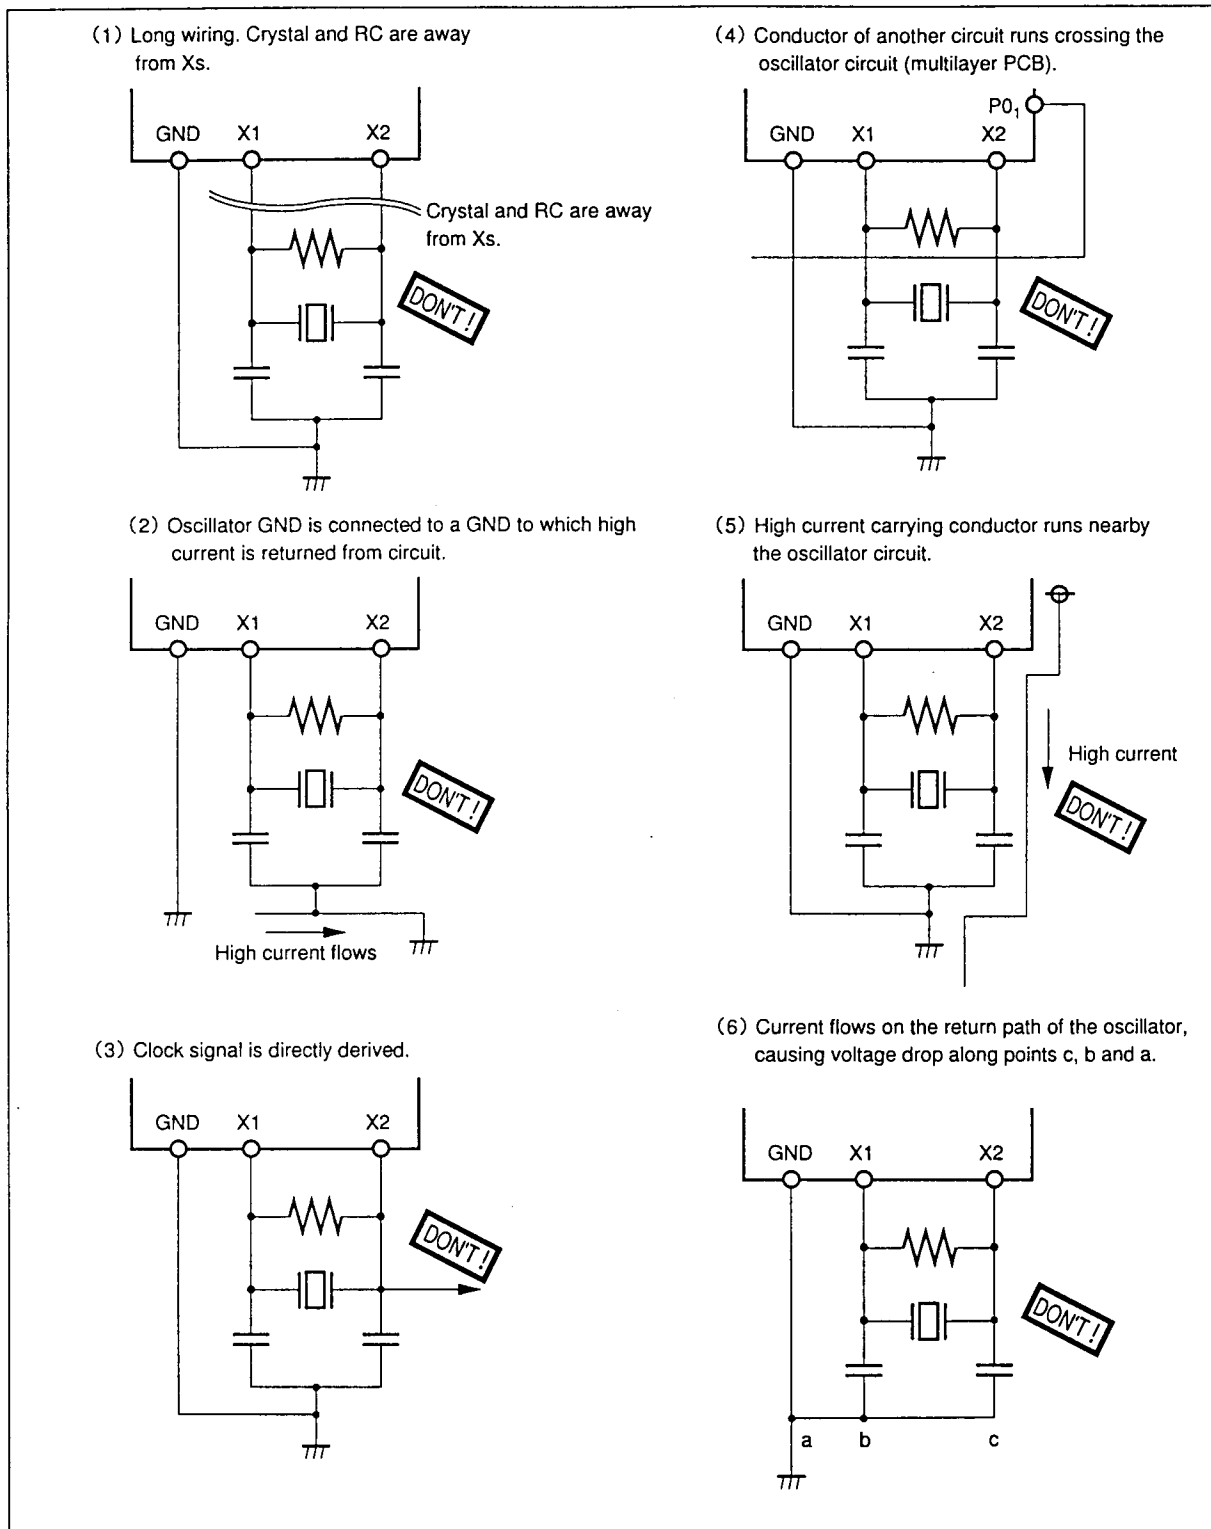 (1) Long wiring. Crystal and RC are away
from Xs.
GND X1 X2
Crystal and RC are away
from Xs.
DON'T!
(2) Oscillator GND is connected to a GND to which high
current is returned from circuit.
GND X1 X2
DON'T!
High current flows
(3) Clock signal is directly derived.
GND X1 X2
DON'T!
(4) Conductor of another circuit runs crossing the
oscillator circuit (multilayer PCB).
P0₁
GND X1 X2
DON'T!
(5) High current carrying conductor runs nearby
the oscillator circuit.
GND X1 X2
High current
DON'T!
(6) Current flows on the return path of the oscillator,
causing voltage drop along points c, b and a.
GND X1 X2
DON'T!
a b c